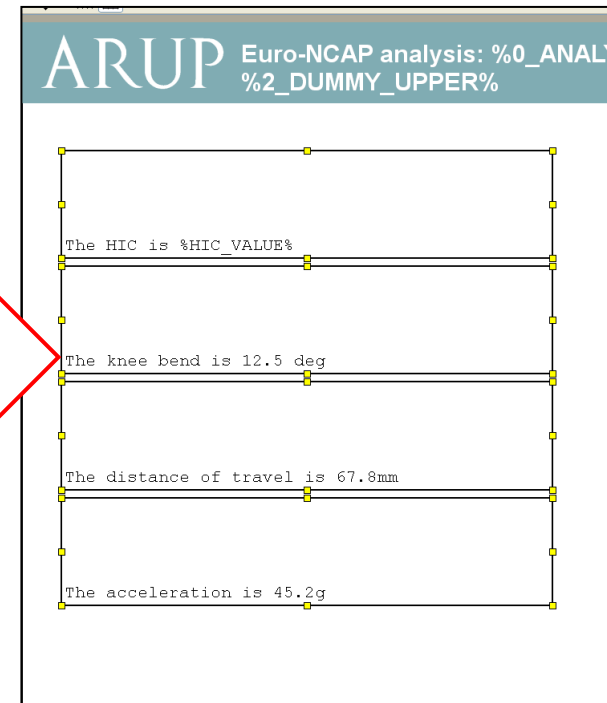 ARUP
Euro-NCAP analysis: %0_ANALY
%2_DUMMY_UPPER%
The HIC is %HIC_VALUE%
The knee bend is 12.5 deg
The distance of travel is 67.8mm
The acceleration is 45.2g